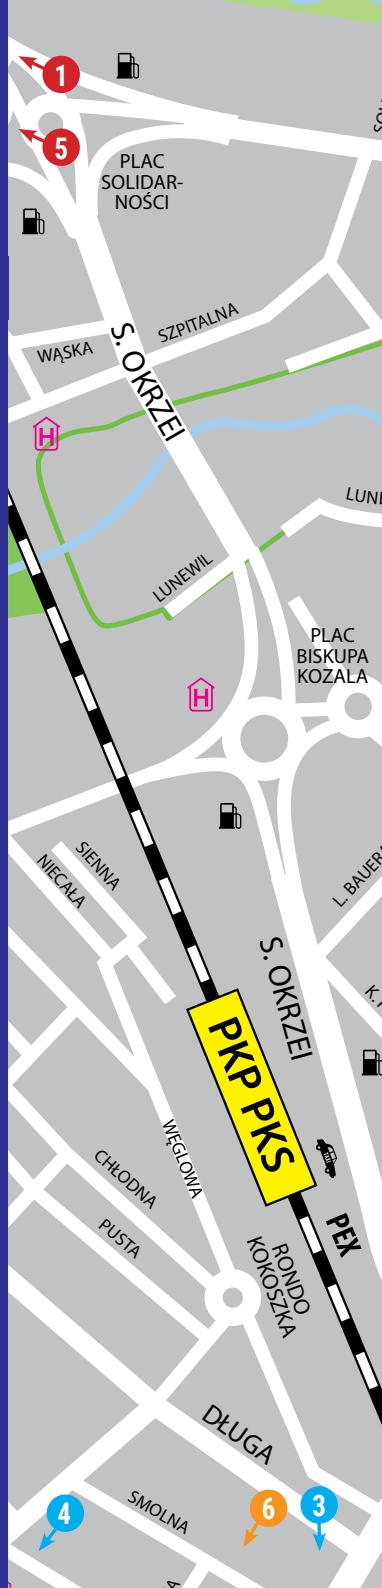 1
5
PLAC
SOLIDAR-
NOŚCI
SZPITALNA
WĄSKA
S. OKRZEI
H
LUNEWIL
PLAC
BISKUPA
KOZALA
H
SIENNA
NIECAŁA
L. BAUERA
S. OKRZEI
PKP PKS
TAXI
WĘGLOWA
CHŁODNA
PUSTA
PEX
RONDO
KOKOSZKA
DŁUGA
SMOLNA
4
6
3